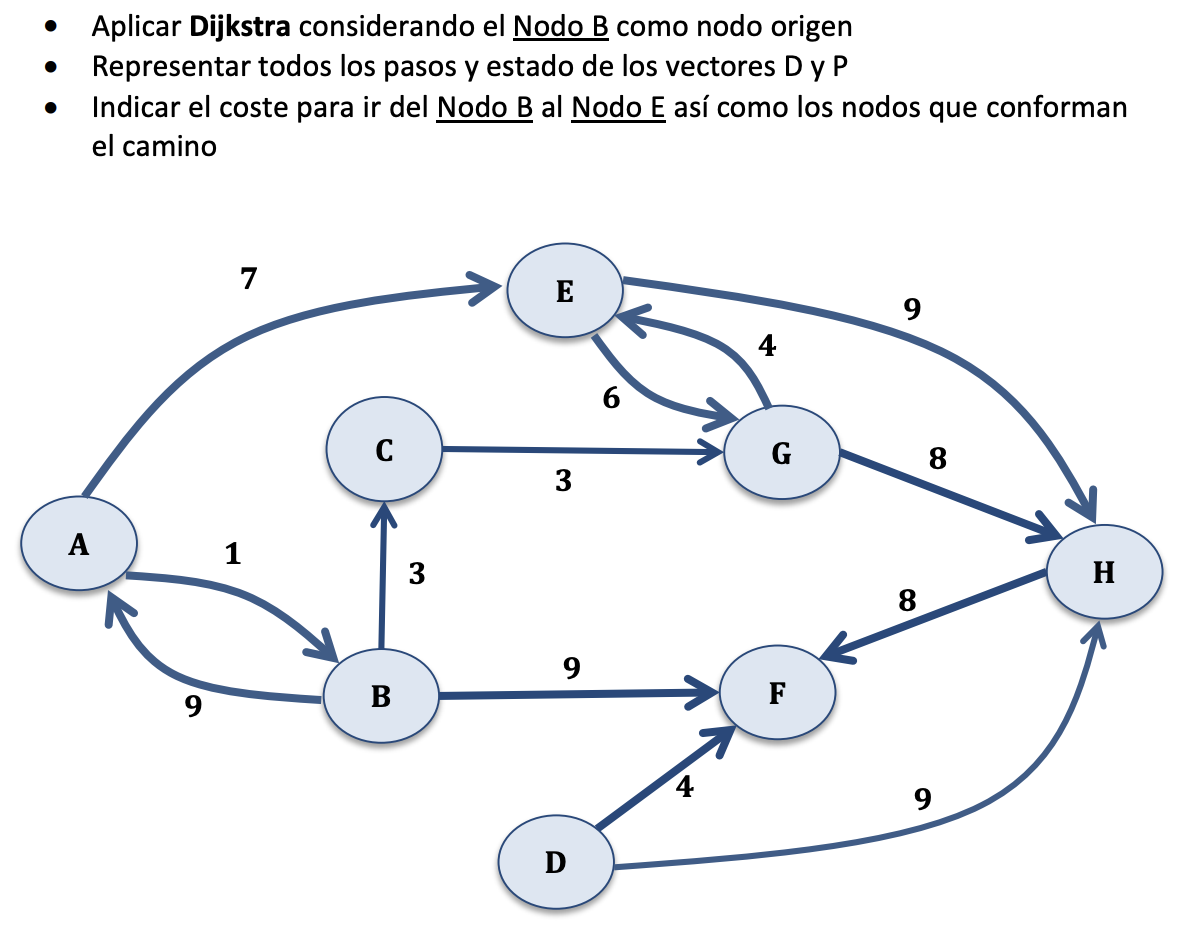 • Aplicar Dijkstra considerando el Nodo B como nodo origen
• Representar todos los pasos y estado de los vectores D y P
• Indicar el coste para ir del Nodo B al Nodo E así como los nodos que conforman
el camino
7
E
9
4
6
C
G
8
3
A
1
3
H
8
9
B
9
F
4
9
D